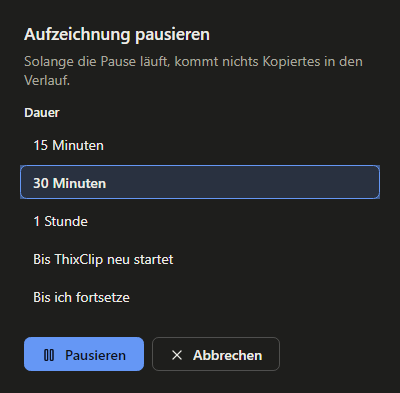 Aufzeichnung pausieren
Solange die Pause läuft, kommt nichts Kopiertes in den
Verlauf.
Dauer
15 Minuten
30 Minuten
1 Stunde
Bis ThixClip neu startet
Bis ich fortsetze
Pausieren
Abbrechen